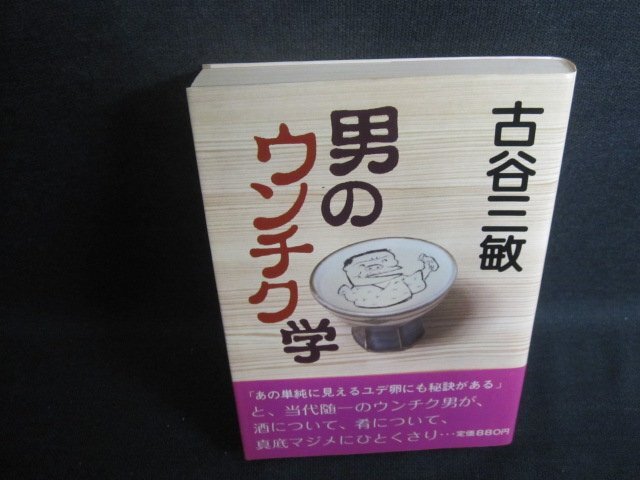 古谷三敏
男の
ウンチク学
「あの単純に見えるユデ卵にも秘訣がある」
と、当代随一のウンチク男が、
酒について、肴について、
真底マジメにひとくさり…定価880円